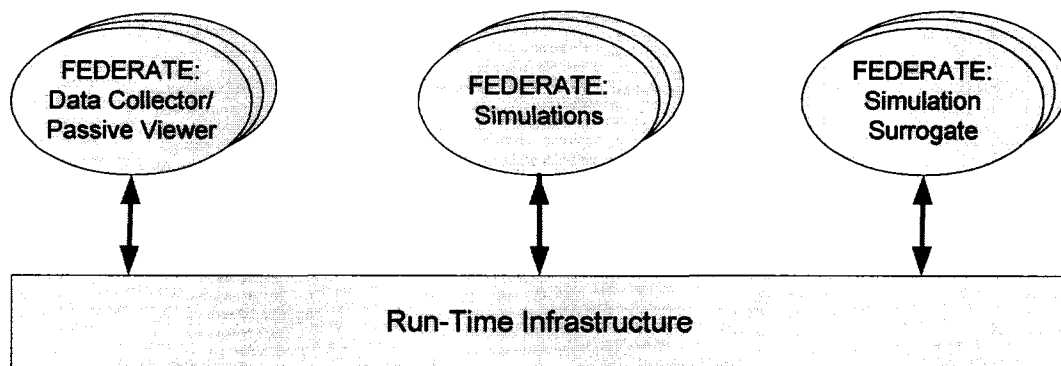 FEDERATE:
Data Collector/
Passive Viewer
FEDERATE:
Simulations
FEDERATE:
Simulation
Surrogate
Run-Time Infrastructure